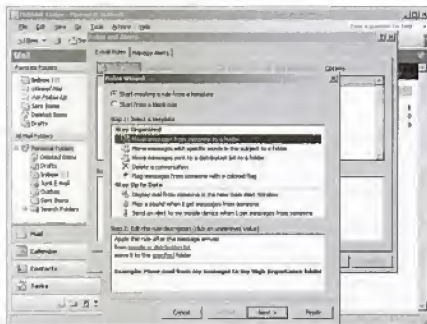 File Edit View Go Tools Actions Help
New
Rules and Alerts
Mail
E-mail Rules Manage Alerts
Favorite Folders
Rules Wizard
Start creating a rule from a template
Start from a blank rule
Sent Items
Deleted Items
Drafts
Step 1: Select a template
Stay Organized
All Mail Folders
Move messages from someone to a folder
Move messages with specific words in the subject to a folder
Move messages sent to a distribution list to a folder
Delete a conversation
Flag messages from someone with a colored flag
Stay Up to Date
Display mail from someone in the New Item Alert Window
Play a sound when I get messages from someone
Send an alert to my mobile device when I get messages from someone
Personal Folders
Deleted Items
Drafts
Junk E-mail
Outbox
Sent Items
Search Folders
Mail
Calendar
Contacts
Tasks
Step 2: Edit the rule description (click an underlined value)
Apply this rule after the message arrives
from people or distribution list
move it to the specified folder
Example: Move mail from my manager to my High Importance folder
Cancel
Next >
Finish